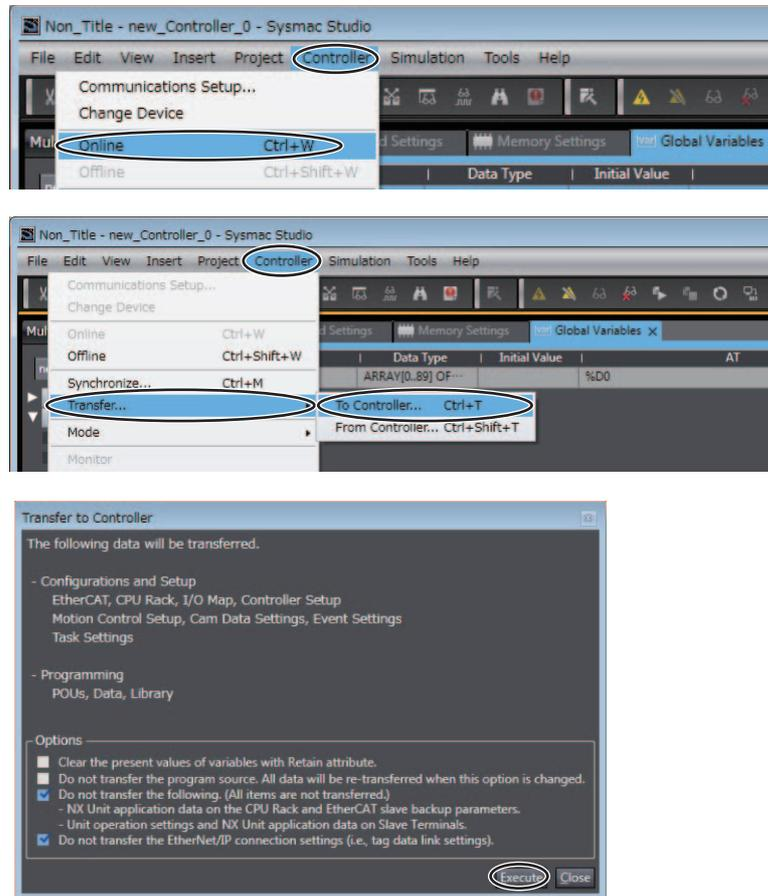 Non_Title - new_Controller_0 - Sysmac Studio
File Edit View Insert Project Controller Simulation Tools Help
Communications Setup...
Change Device
Online Ctrl+W
Offline Ctrl+Shift+W
d Settings Memory Settings Global Variables
Data Type Initial Value
Non_Title - new_Controller_0 - Sysmac Studio
File Edit View Insert Project Controller Simulation Tools Help
Communications Setup...
Change Device
Online Ctrl+W
Offline Ctrl+Shift+W
Synchronize... Ctrl+M
Transfer...
Mode
Monitor
To Controller... Ctrl+T
From Controller... Ctrl+Shift+T
d Settings Memory Settings Global Variables
Data Type Initial Value AT
ARRAY[0..89] OF... %D0
Transfer to Controller
The following data will be transferred.
- Configurations and Setup
EtherCAT, CPU Rack, I/O Map, Controller Setup
Motion Control Setup, Cam Data Settings, Event Settings
Task Settings
- Programming
POUs, Data, Library
Options
Clear the present values of variables with Retain attribute.
Do not transfer the program source. All data will be re-transferred when this option is changed.
Do not transfer the following. (All items are not transferred.)
- NX Unit application data on the CPU Rack and EtherCAT slave backup parameters.
- Unit operation settings and NX Unit application data on Slave Terminals.
Do not transfer the EtherNet/IP connection settings (i.e., tag data link settings).
Execute Close